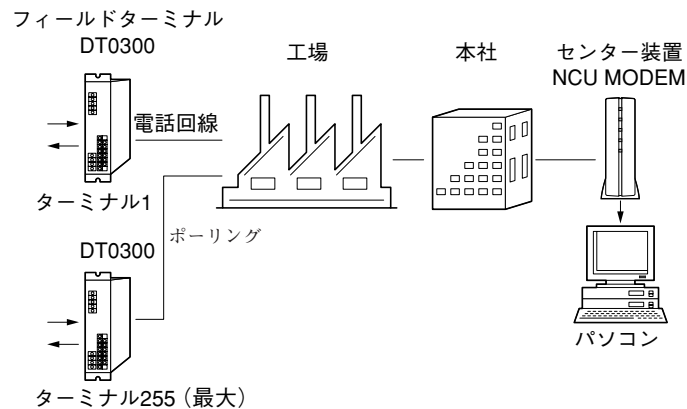 フィールドターミナル
DT0300
工場
本社
センター装置
NCU MODEM
電話回線
ターミナル1
DT0300
ポーリング
パソコン
ターミナル255（最大）